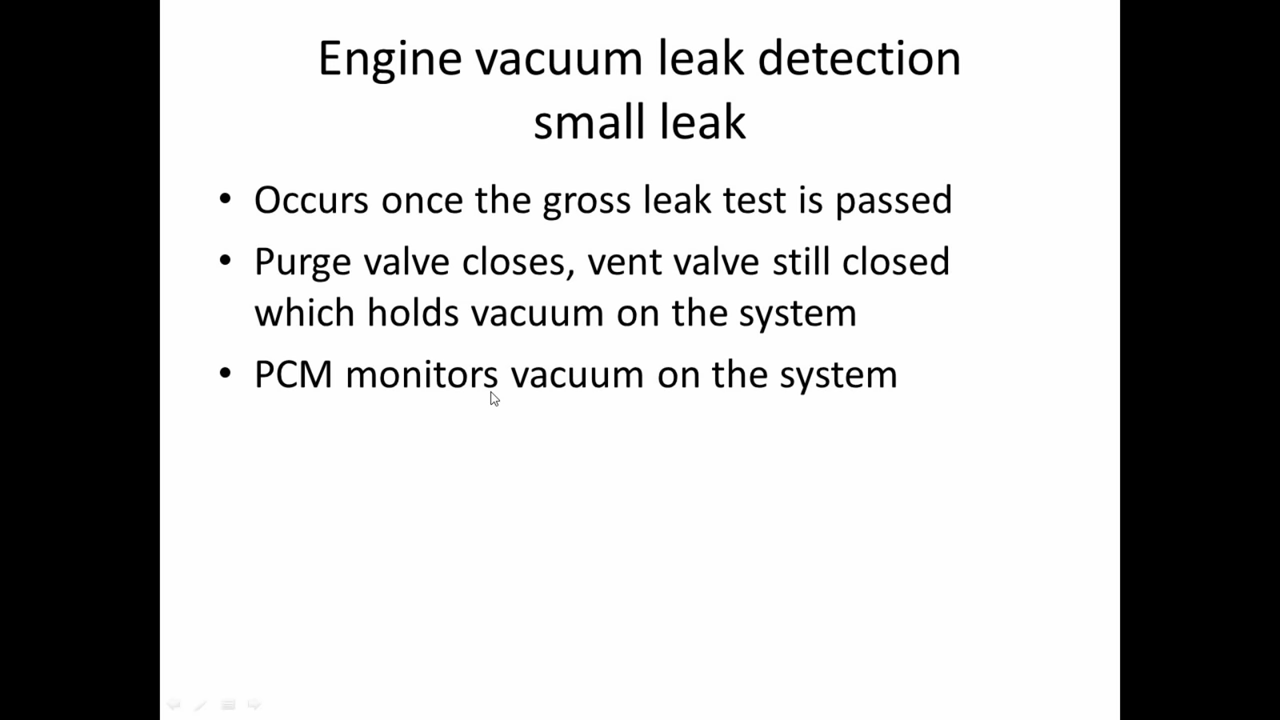 Engine vacuum leak detection
small leak
• Occurs once the gross leak test is passed
• Purge valve closes, vent valve still closed
which holds vacuum on the system
• PCM monitors vacuum on the system